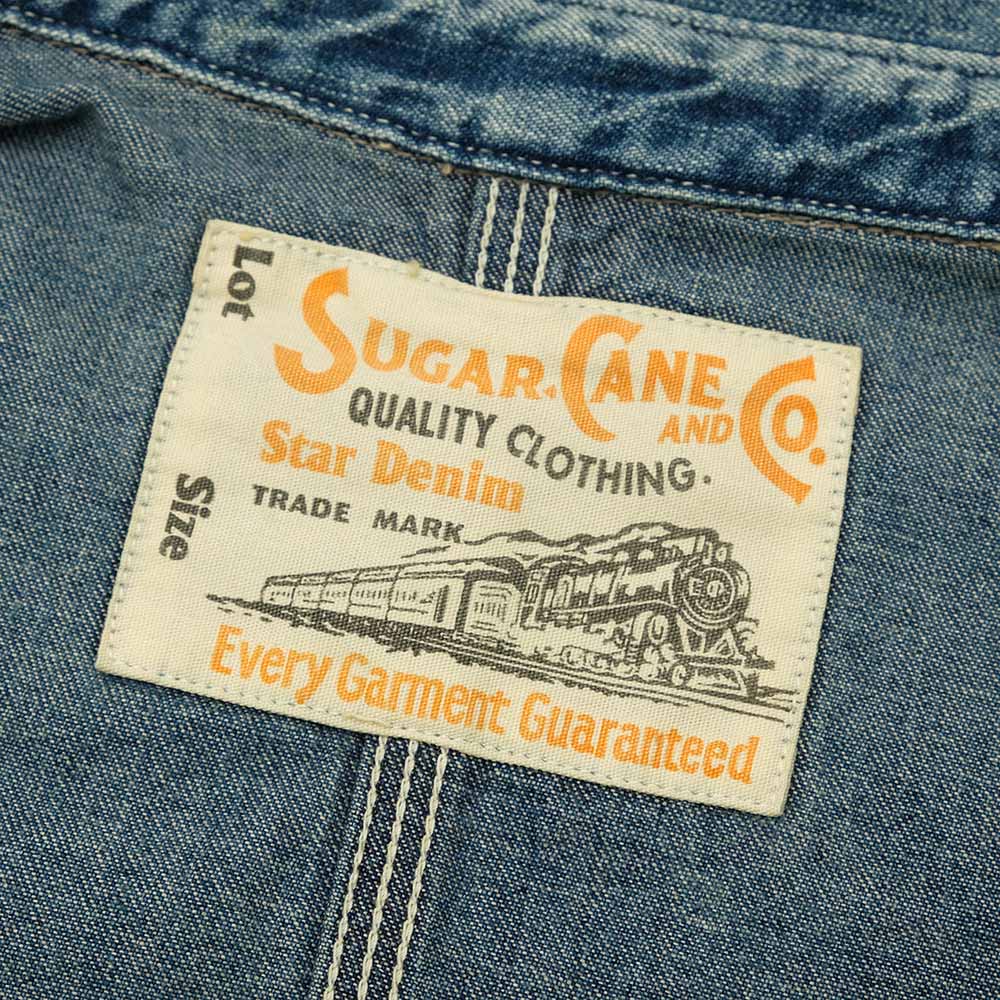 Lot
SUGAR. CANE AND CO.
QUALITY CLOTHING.
Star Denim
Size
TRADE MARK
Every Garment Guaranteed